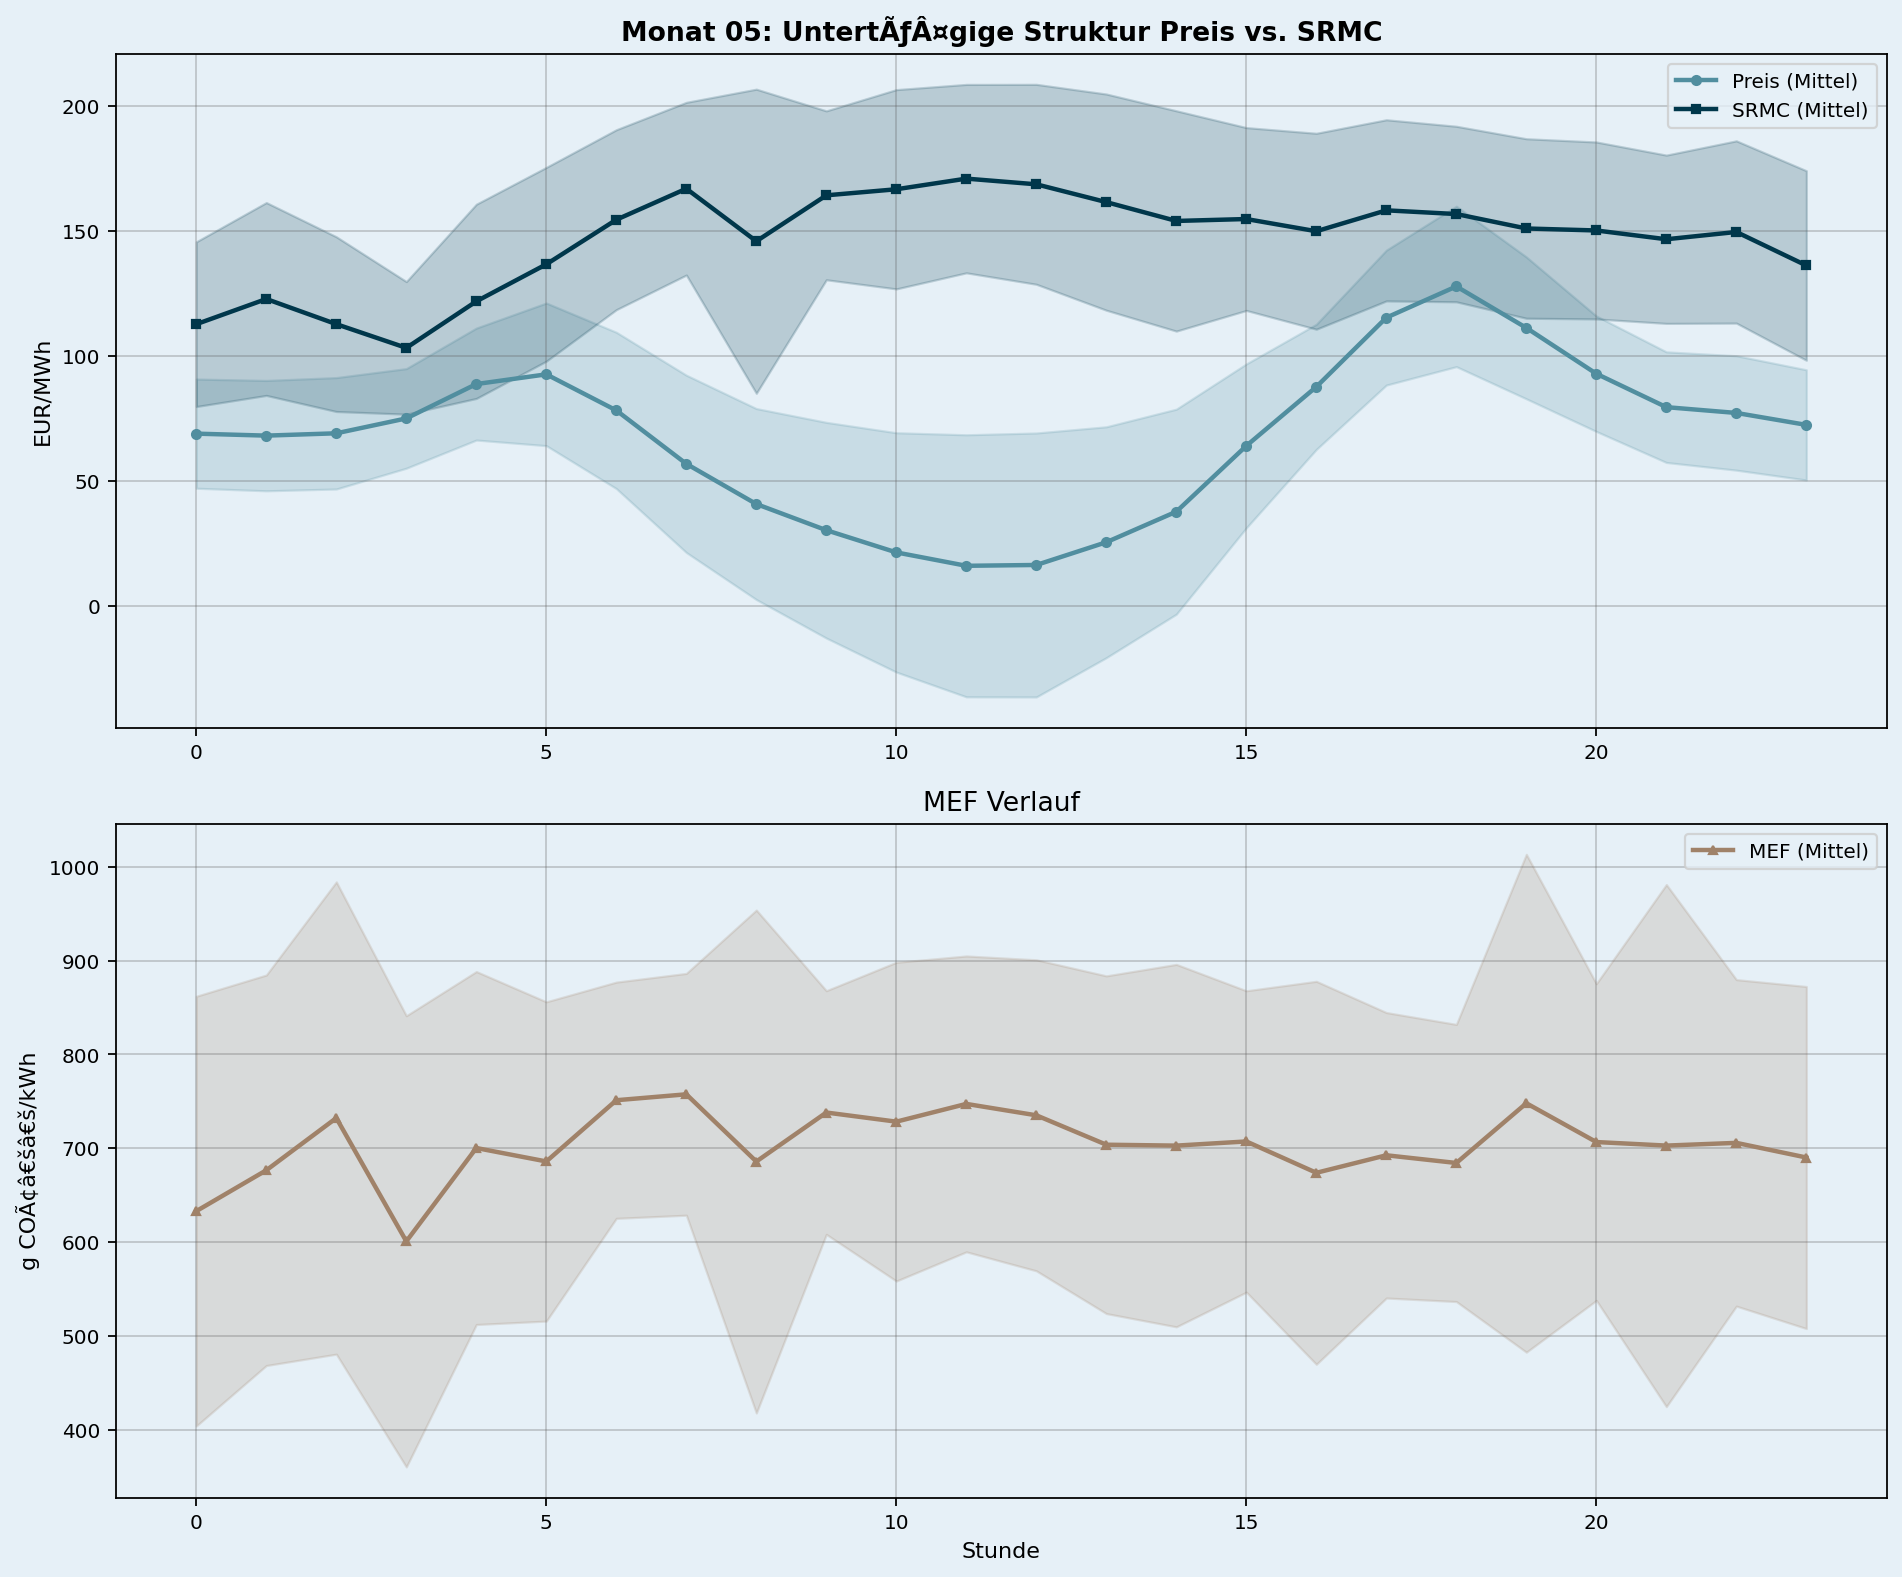 Monat 05: UntertÃƒÂ¤gige Struktur Preis vs. SRMC
Preis (Mittel)
SRMC (Mittel)
EUR/MWh
200
150
100
50
0
0 5 10 15 20
MEF Verlauf
MEF (Mittel)
g COÃ¢â€šâ€š/kWh
1000
900
800
700
600
500
400
0 5 10 15 20
Stunde